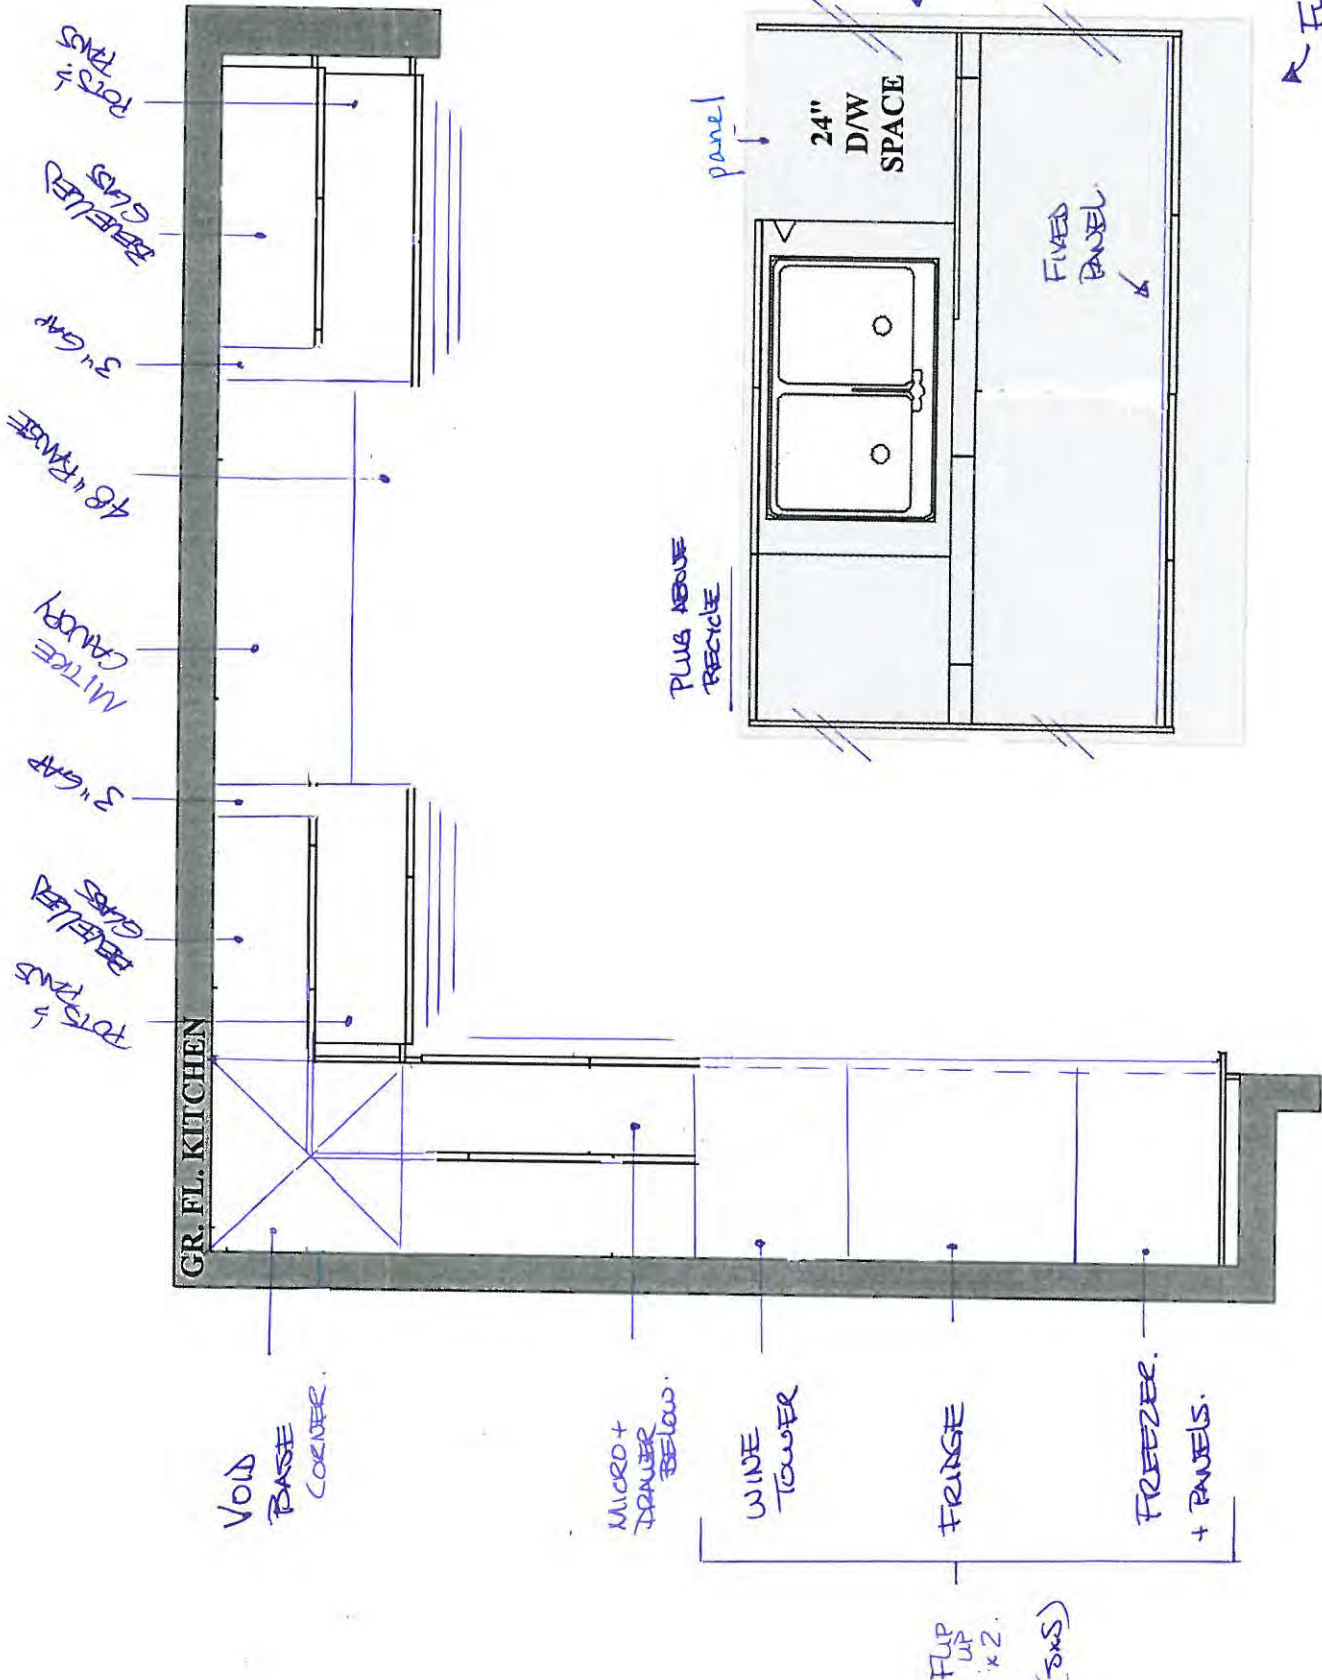 POTS &
PANS
BEVELLED
GLASS
3" GAP
48" RANGE
MITRE
CANOPY
3" GAP
BEVELLED
GLASS
POTS &
PANS
GR. FL. KITCHEN
panel
24"
D/W
SPACE
FIXED
PANEL.
PLUS ABOVE
RECYCLE
VOID
BASE
CORNER.
MICRO +
DRAWER
BELOW.
WINE
TOWER
FRIDGE
FREEZER.
+ PANELS.
FLIP
UP
x 2.